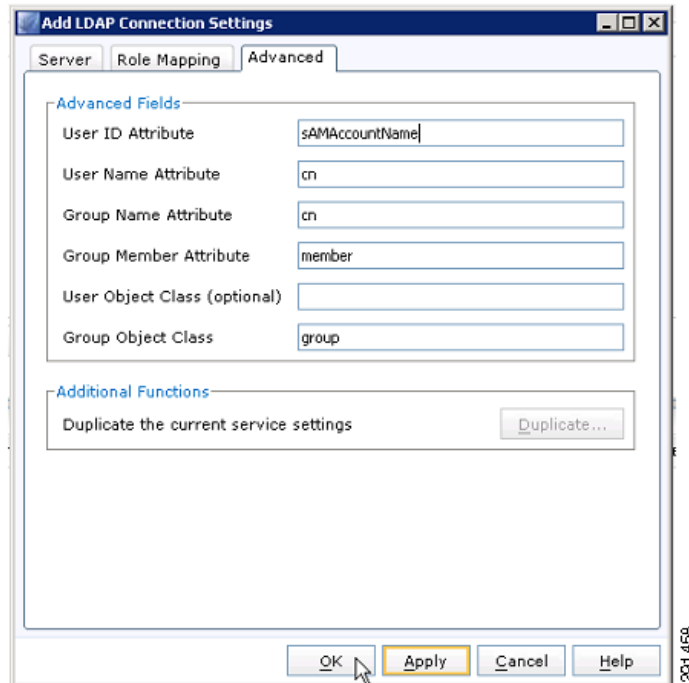 Add LDAP Connection Settings
Server Role Mapping Advanced
Advanced Fields
User ID Attribute sAMAccountName
User Name Attribute cn
Group Name Attribute cn
Group Member Attribute member
User Object Class (optional)
Group Object Class group
Additional Functions
Duplicate the current service settings Duplicate...
OK Apply Cancel Help